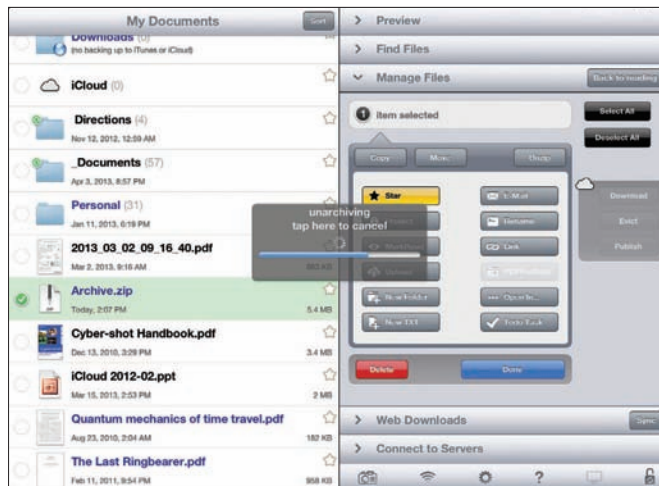 My Documents
Sort
Downloads (0)
(no backing up to iTunes or iCloud)
iCloud (0)
Directions (4)
Nov 12, 2012, 12:59 AM
_Documents (57)
Apr 3, 2013, 8:57 PM
Personal (31)
Jan 11, 2013, 6:19 PM
2013_03_02_09_16_40.pdf
Mar 2, 2013, 9:16 AM
Archive.zip
Today, 2:07 PM
5.4 MB
Cyber-shot Handbook.pdf
Dec 13, 2010, 3:29 PM
3.4 MB
iCloud 2012-02.ppt
Mar 15, 2013, 2:53 PM
2 MB
Quantum mechanics of time travel.pdf
Aug 23, 2010, 2:04 AM
182 KB
The Last Ringbearer.pdf
Feb 11, 2011, 9:54 PM
958 KB
unarchiving
tap here to cancel
Preview
Find Files
Manage Files
Back to reading
1 item selected
Select All
Deselect All
Copy
Move
Undo
Star
E-Mail
Rename
Link
Upload
New Folder
Open In...
New TXT
Todo Task
Download
Evict
Publish
Delete
Done
Web Downloads
Sync
Connect to Servers
?